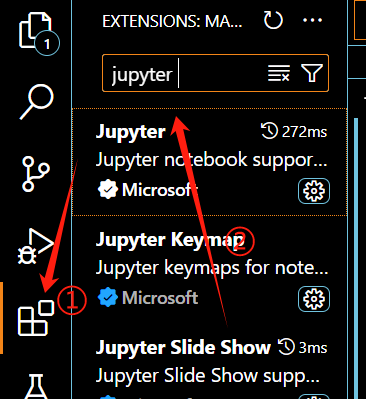 EXTENSIONS: MA...
1
jupyter
Jupyter
272ms
Jupyter notebook suppor...
Microsoft
Jupyter Keymap
②
Jupyter keymaps for note...
①
Microsoft
Jupyter Slide Show
3ms
Jupyter Slide Show supp...